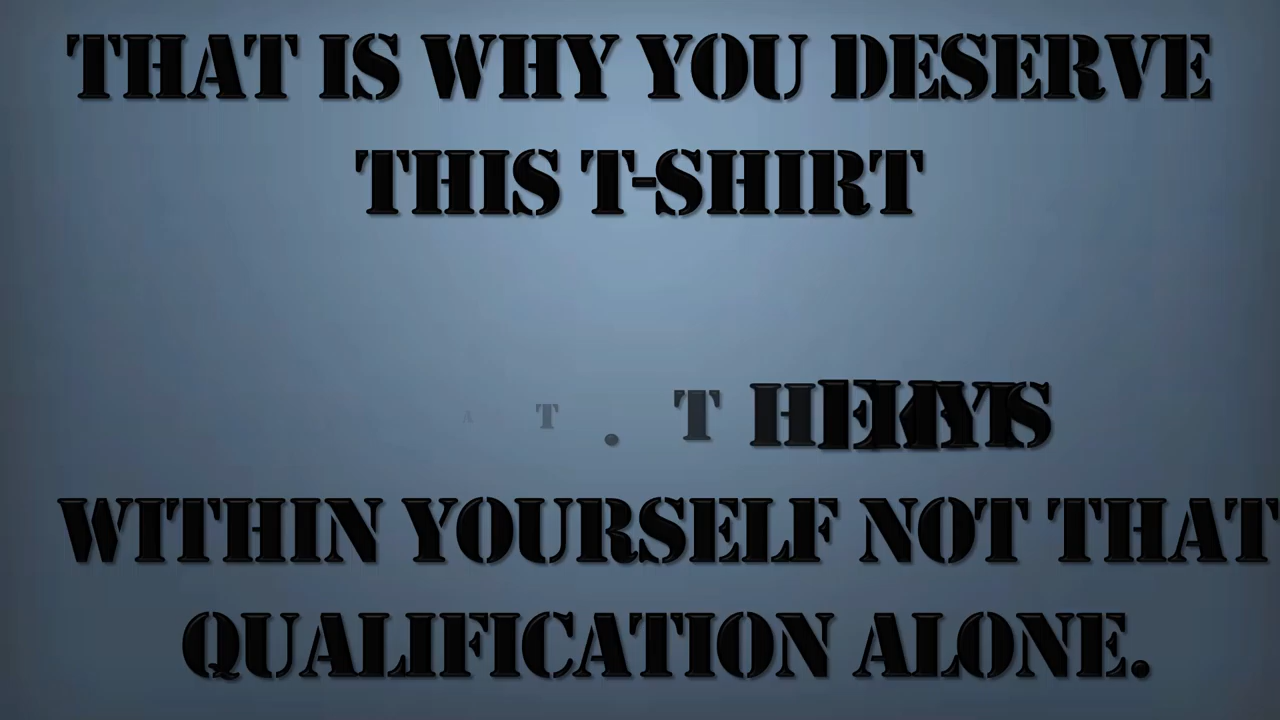 THAT IS WHY YOU DESERVE
THIS T-SHIRT
WITHIN YOURSELF NOT THAT
QUALIFICATION ALONE.